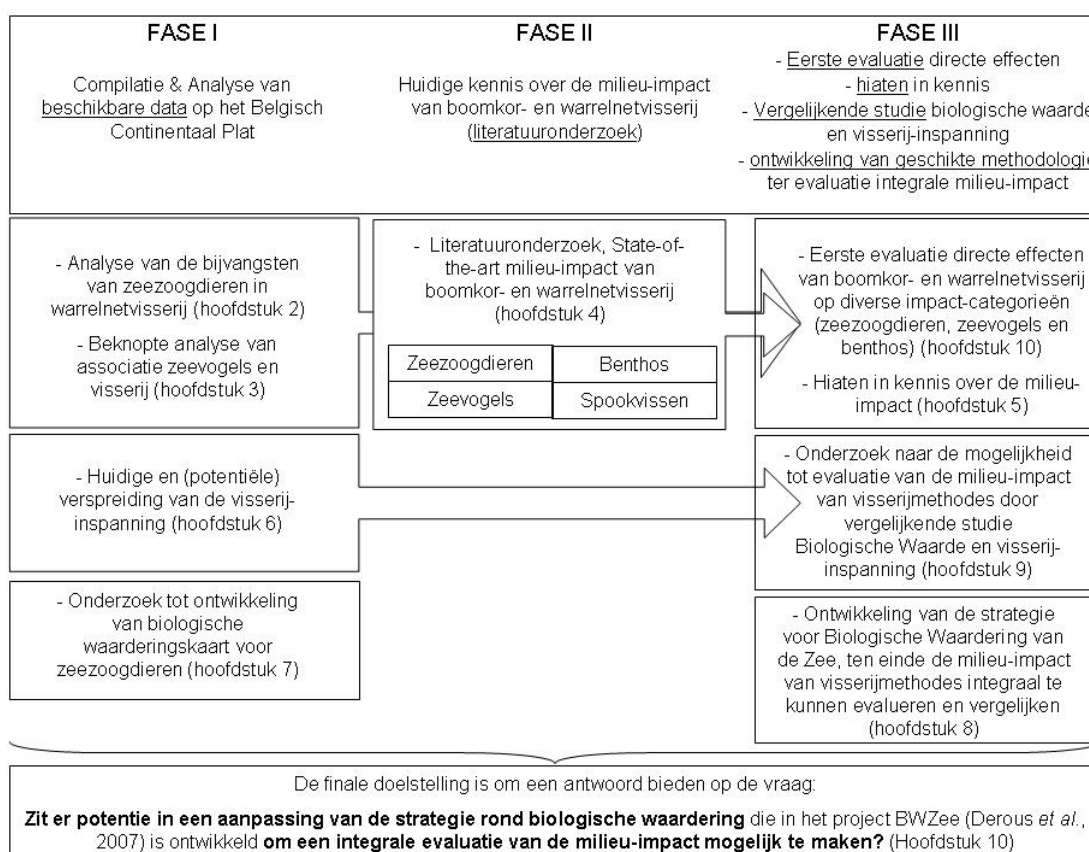 FASE I
Compilatie & Analyse van
beschikbare data op het Belgisch
Continentaal Plat
FASE II
Huidige kennis over de milieu-impact
van boomkor- en warrelnetvisserij
(literatuuronderzoek)
FASE III
- Eerste evaluatie directe effecten
- hiaten in kennis
- Vergelijkende studie biologische waarde
en visserij-inspanning
- ontwikkeling van geschikte methodologie
ter evaluatie integrale milieu-impact
- Analyse van de bijvangsten
van zeezoogdieren in
warrelnetvisserij (hoofdstuk 2)
- Beknopte analyse van
associatie zeevogels en
visserij (hoofdstuk 3)
- Literatuuronderzoek, State-of-
the-art milieu-impact van
boomkor- en warrelnetvisserij
(hoofdstuk 4)
Zeezoogdieren
Benthos
Zeevogels
Spookvissen
- Eerste evaluatie directe effecten
van boomkor- en warrelnetvisserij
op diverse impact-categorieën
(zeezoogdieren, zeevogels en
benthos) (hoofdstuk 10)
- Hiaten in kennis over de milieu-
impact (hoofdstuk 5)
- Huidige en (potentiële)
verspreiding van de visserij-
inspanning (hoofdstuk 6)
- Onderzoek naar de mogelijkheid
tot evaluatie van de milieu-impact
van visserijmethodes door
vergelijkende studie
Biologische Waarde en visserij-
inspanning (hoofdstuk 9)
- Onderzoek tot ontwikkeling
van biologische
waarderingskaart voor
zeezoogdieren (hoofdstuk 7)
- Ontwikkeling van de strategie
voor Biologische Waardering van
de Zee, ten einde de milieu-impact
van visserijmethodes integraal te
kunnen evalueren en vergelijken
(hoofdstuk 8)
De finale doelstelling is om een antwoord bieden op de vraag:
Zit er potentie in een aanpassing van de strategie rond biologische waardering die in het project BWZee (Derous et al.,
2007) is ontwikkeld om een integrale evaluatie van de milieu-impact mogelijk te maken? (Hoofdstuk 10)